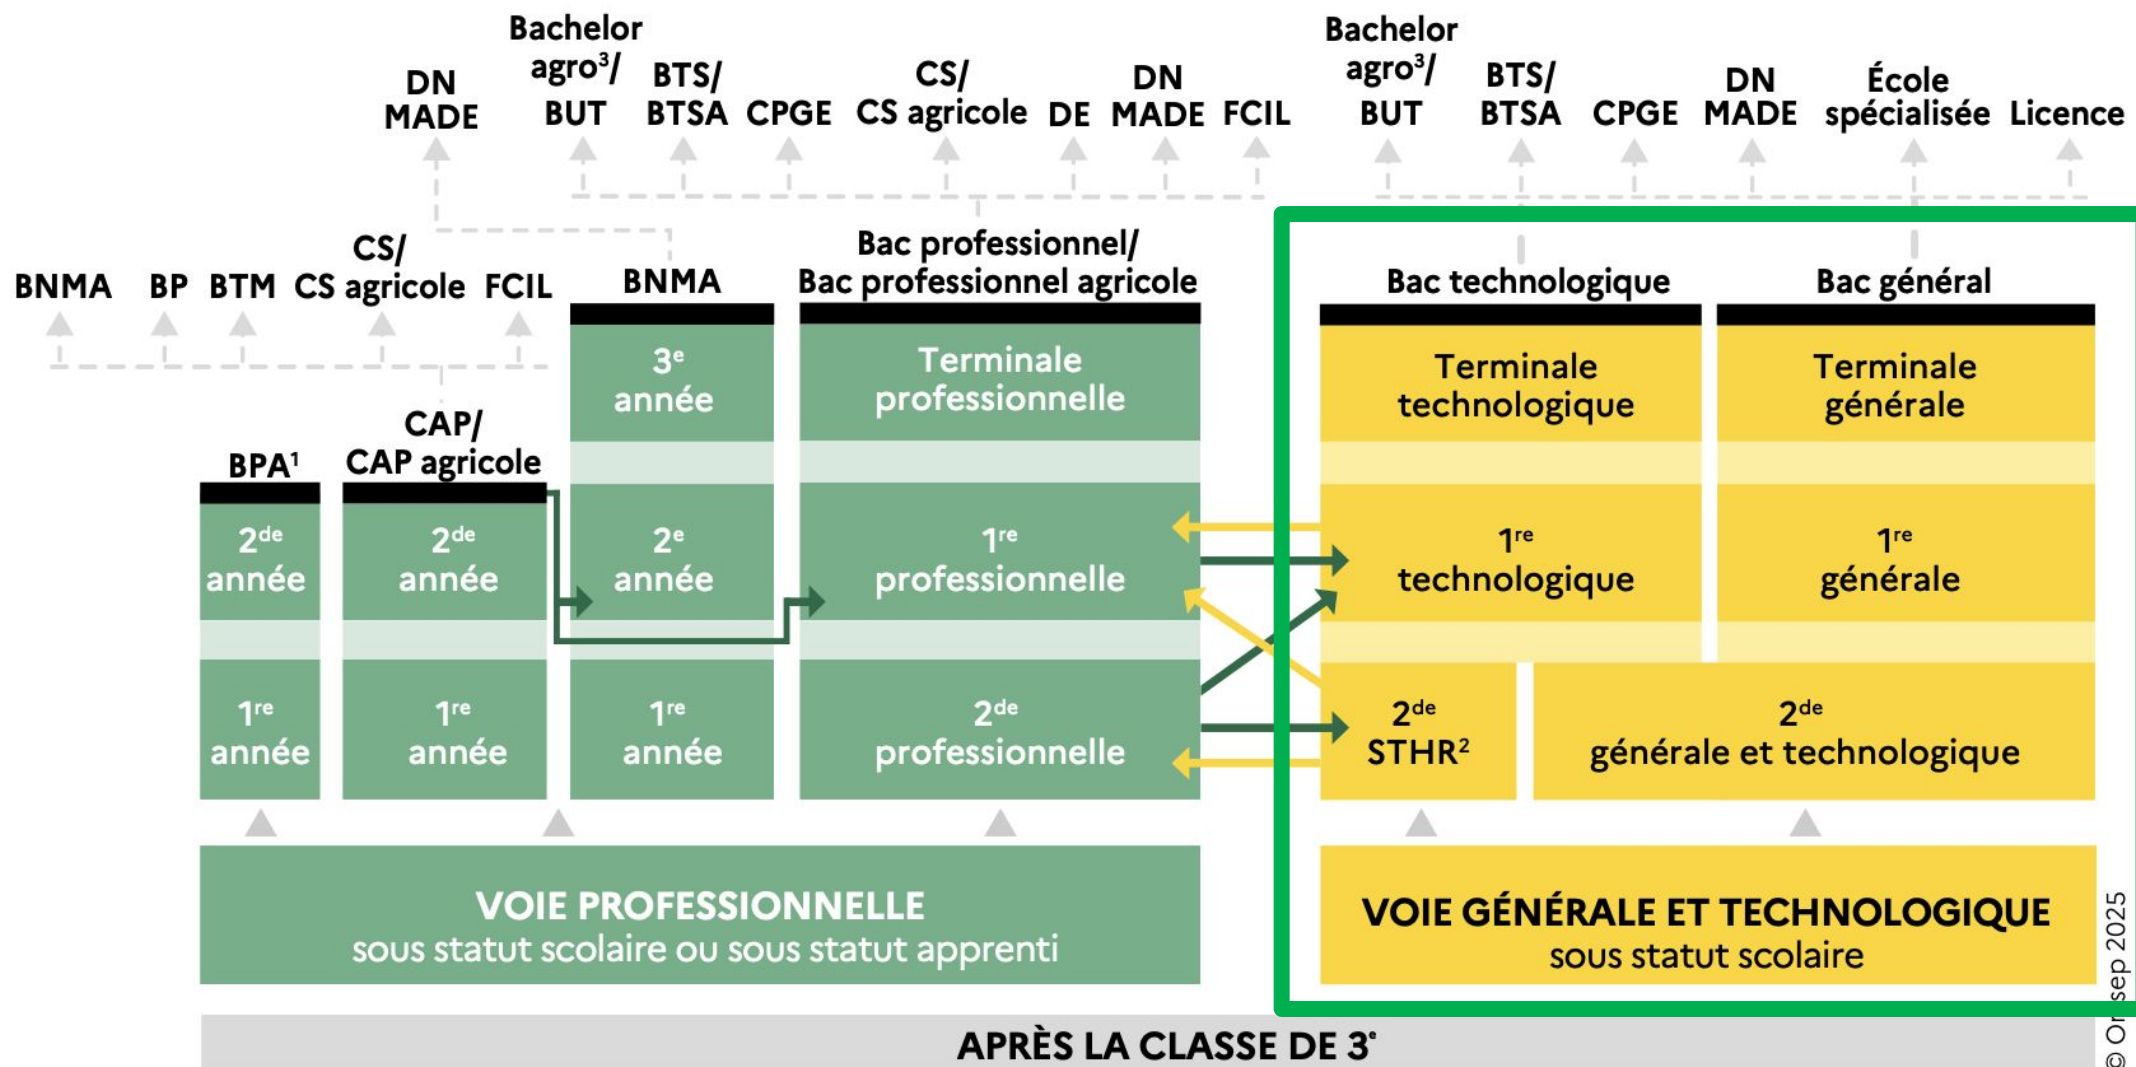 Bachelor
agro³/
BUT
BTS/
BTSA
CPGE
CS/
CS agricole
DE
DN
MADE
FCIL
DN
MADE
Bachelor
agro³/
BUT
BTS/
BTSA
CPGE
DN
MADE
École
spécialisée
Licence
BNMA
BP
BTM
CS/
CS agricole
FCIL
BNMA
Bac professionnel/
Bac professionnel agricole
Bac technologique
Bac général
3e
année
Terminale
professionnelle
Terminale
technologique
Terminale
générale
BPA¹
CAP/
CAP agricole
2de
année
2de
année
2e
année
1re
professionnelle
1re
technologique
1re
générale
1re
année
1re
année
1re
année
2de
professionnelle
2de
STHR²
2de
générale et technologique
VOIE PROFESSIONNELLE
sous statut scolaire ou sous statut apprenti
VOIE GÉNÉRALE ET TECHNOLOGIQUE
sous statut scolaire
APRÈS LA CLASSE DE 3e
2025